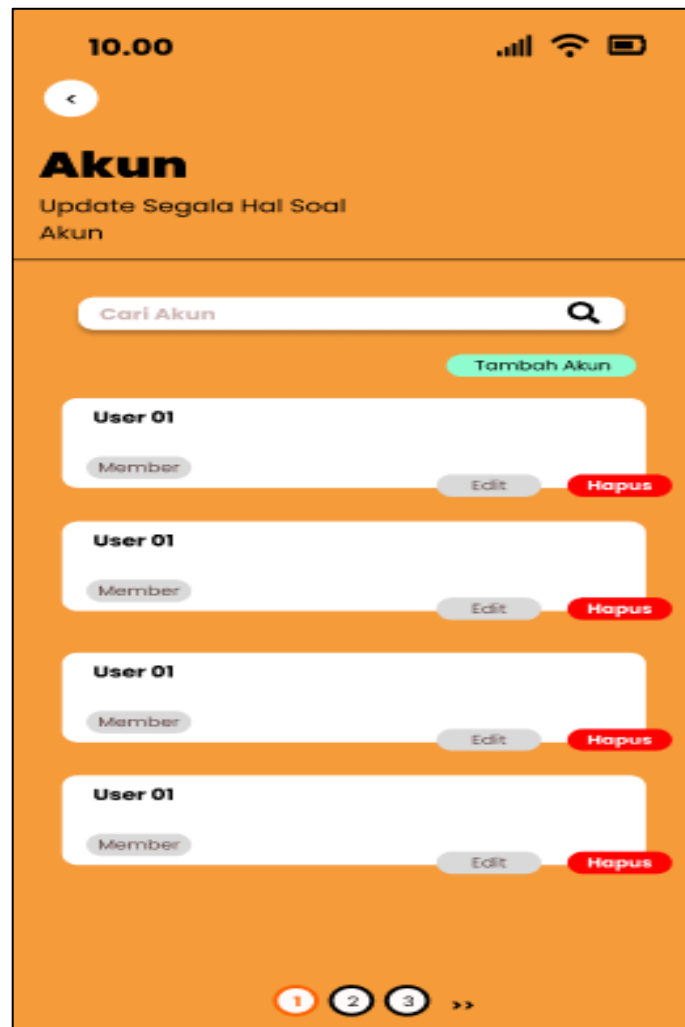 10.00
<
Akun
Update Segala Hal Soal
Akun
Cari Akun
Tambah Akun
User 01
Member
Edit Hapus
User 01
Member
Edit Hapus
User 01
Member
Edit Hapus
User 01
Member
Edit Hapus
1 2 3 >>